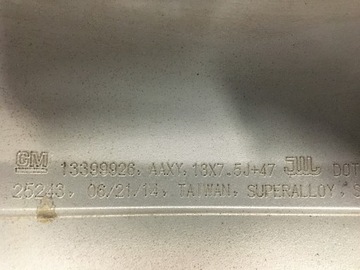 GM 13399926, AAXY, 18X7.5J+47 JWL DOT
25243, 06/21/14, TAIWAN, SUPERALLOY, S